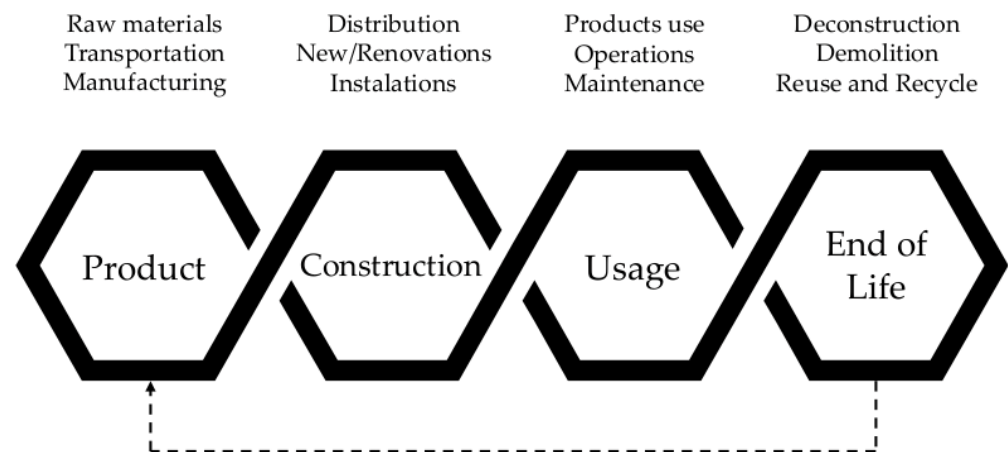 Raw materials
Transportation
Manufacturing
Distribution
New/Renovations
Instalations
Products use
Operations
Maintenance
Deconstruction
Demolition
Reuse and Recycle
Product
Construction
Usage
End of
Life